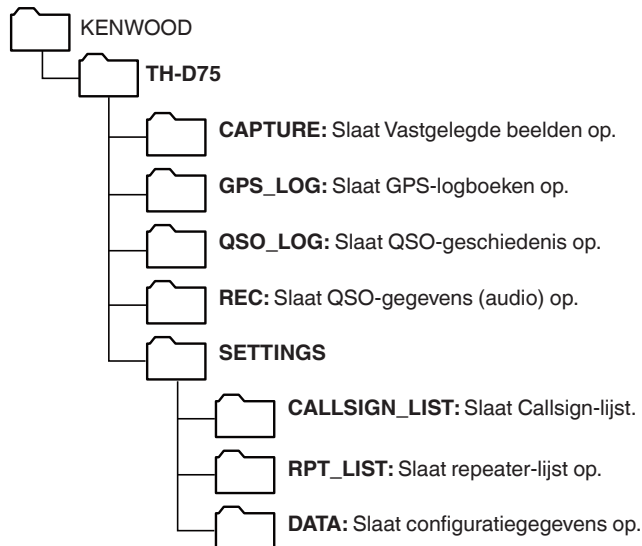 KENWOOD
TH-D75
CAPTURE: Slaat Vastgelegde beelden op.
GPS_LOG: Slaat GPS-logboeken op.
QSO_LOG: Slaat QSO-geschiedenis op.
REC: Slaat QSO-gegevens (audio) op.
SETTINGS
CALLSIGN_LIST: Slaat Callsign-lijst.
RPT_LIST: Slaat repeater-lijst op.
DATA: Slaat configuratiegegevens op.